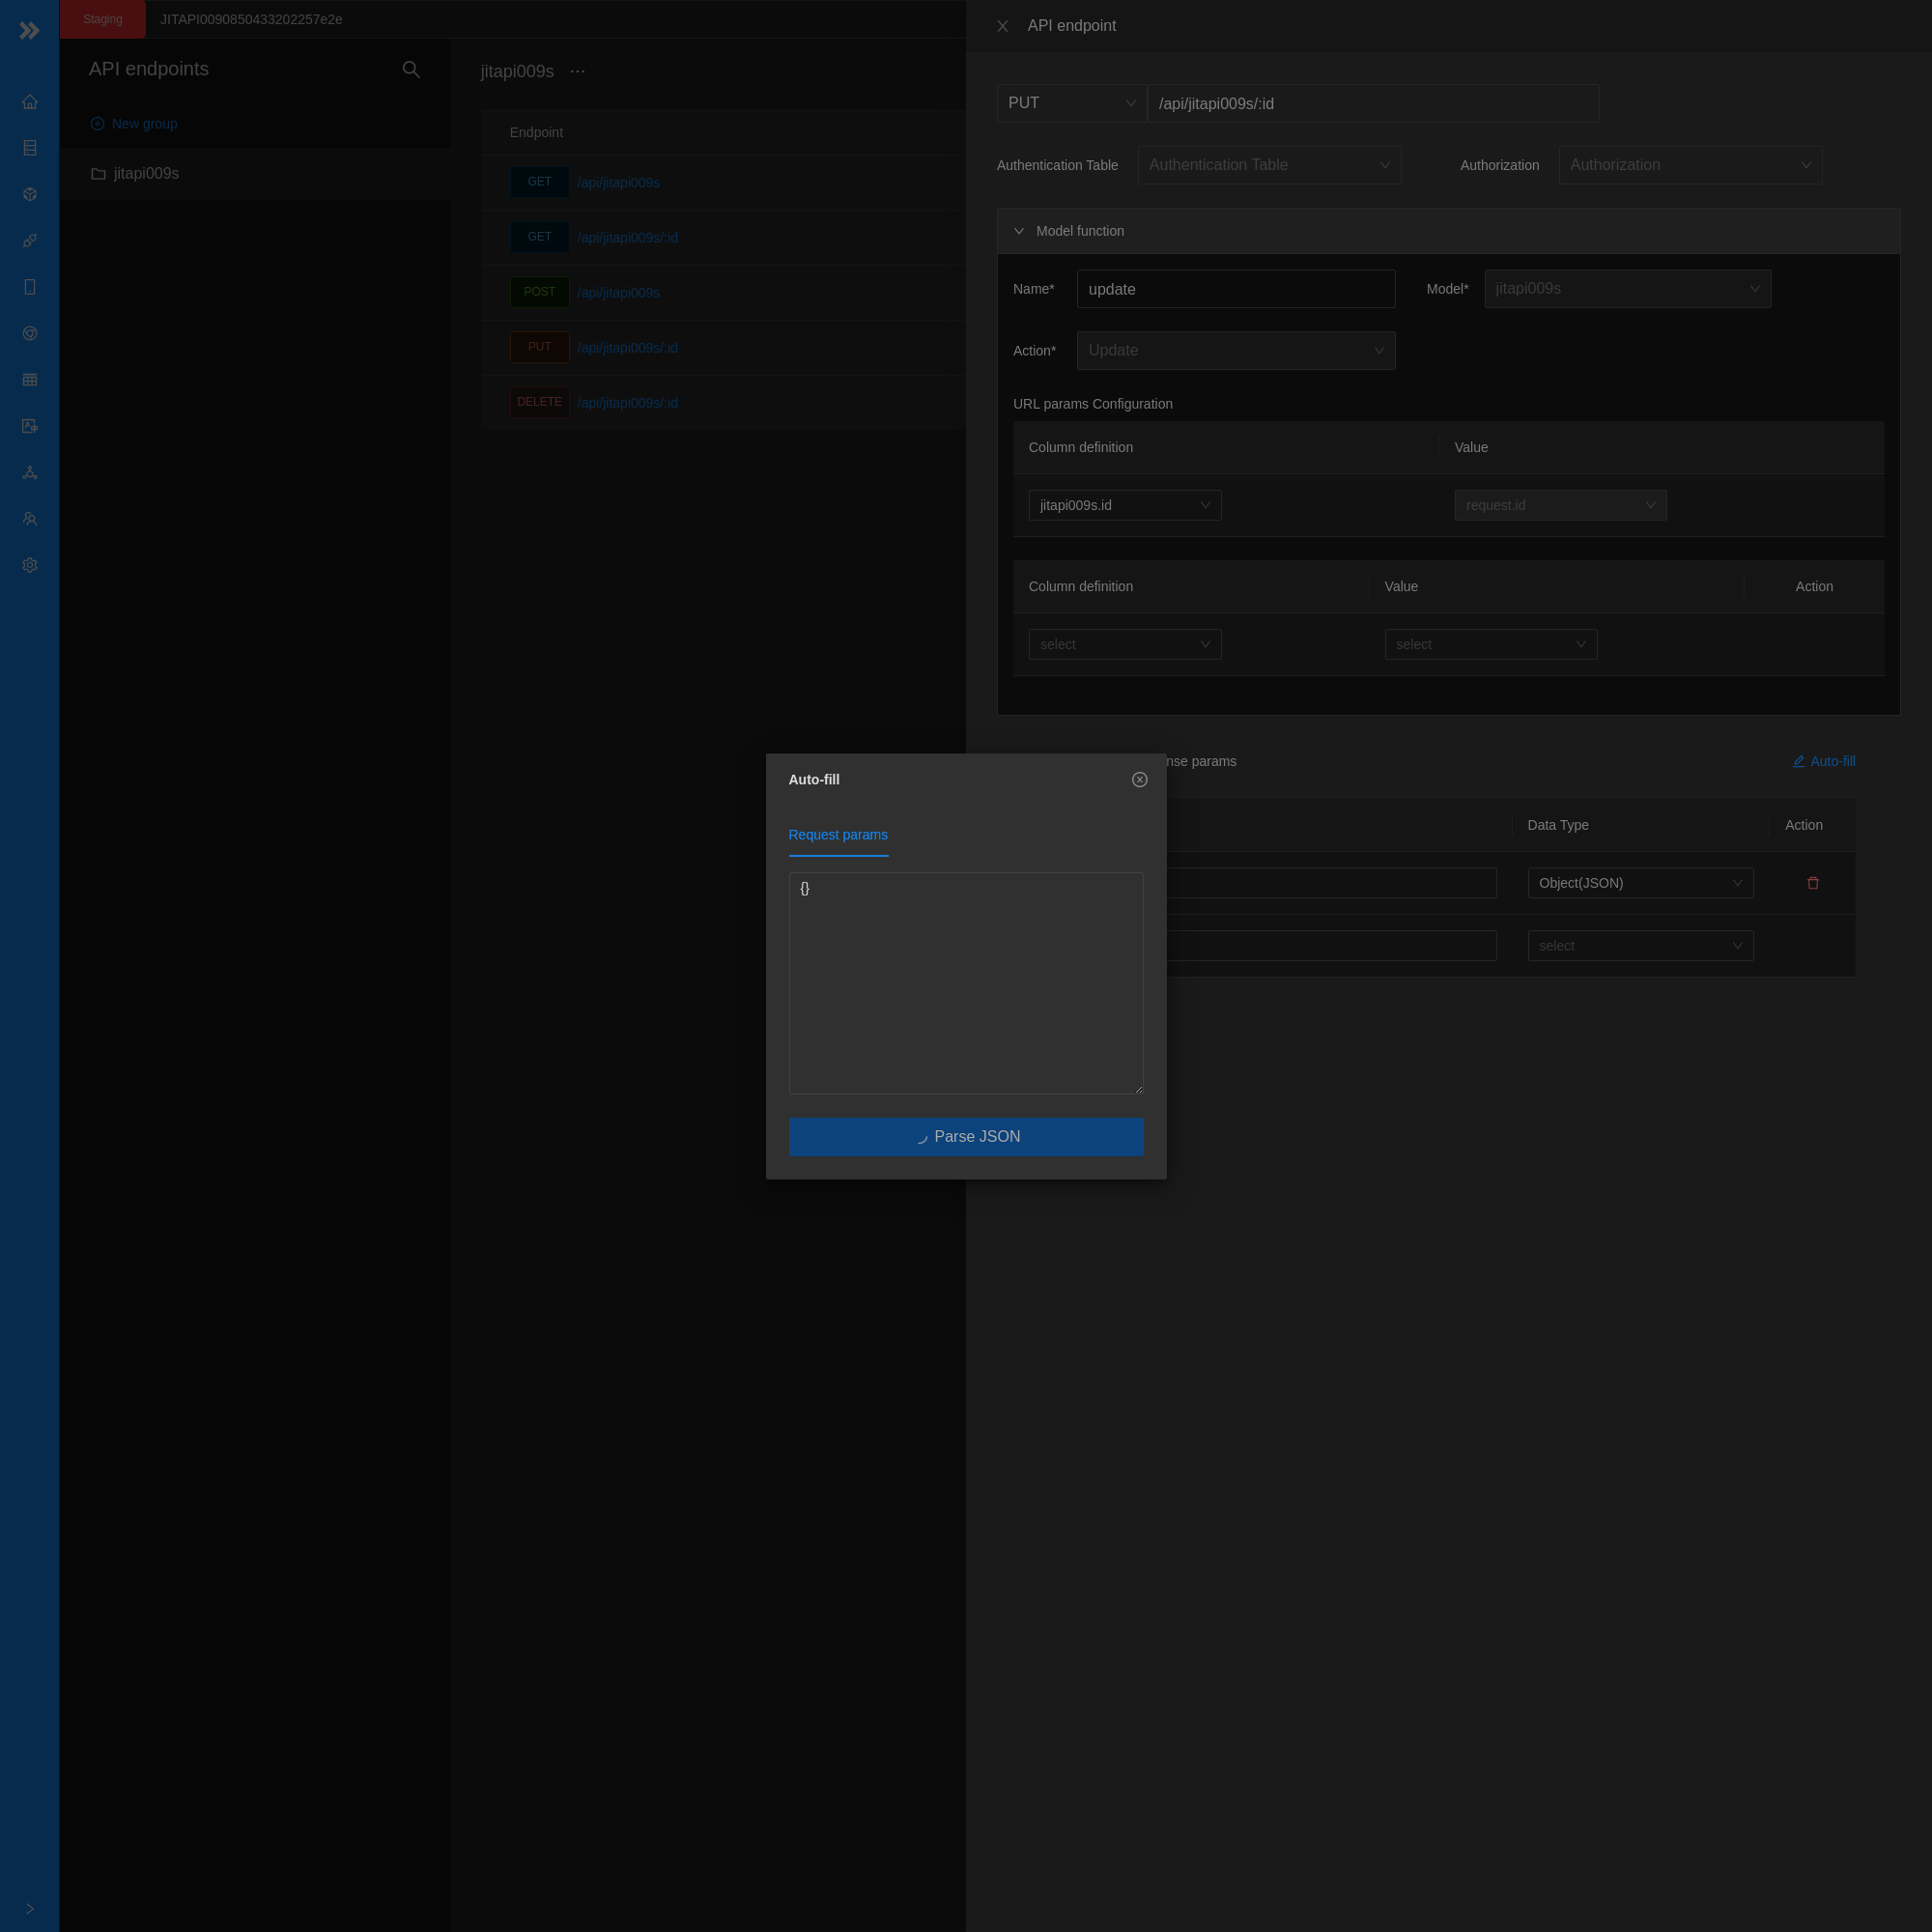 Staging
JITAPI0090850433202257e2e
API endpoints
New group
jitapi009s
jitapi009s ···
Endpoint
GET /api/jitapi009s
GET /api/jitapi009s/:id
POST /api/jitapi009s
PUT /api/jitapi009s/:id
DELETE /api/jitapi009s/:id
API endpoint
PUT /api/jitapi009s/:id
Authentication Table Authentication Table Authorization Authorization
Model function
Name* update Model* jitapi009s
Action* Update
URL params Configuration
Column definition Value
jitapi009s.id request.id
Column definition Value Action
select select
nse params Auto-fill
Data Type Action
Object(JSON)
select
Auto-fill
Request params
{}
Parse JSON